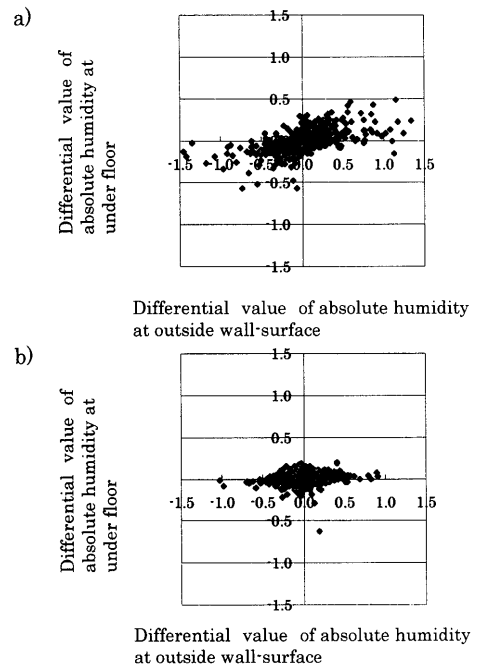 a)
Differential value of
absolute humidity at
under floor
1.5
1.0
0.5
-1.5 -1.0 -0.5 0.0 0.5 1.0 1.5
-0.5
-1.0
-1.5
Differential value of absolute humidity
at outside wall-surface
b)
Differential value of
absolute humidity at
under floor
1.5
1.0
0.5
-1.5 -1.0 -0.5 0.0 0.5 1.0 1.5
-0.5
-1.0
-1.5
Differential value of absolute humidity
at outside wall-surface